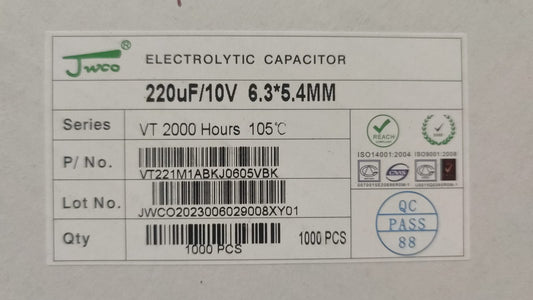 Jwco ®
ELECTROLYTIC CAPACITOR
220uF/10V 6.3*5.4MM
Series VT 2000 Hours 105℃
P/ No. VT221M1ABKJ0605VBK
Lot No. JWCO2023006029008XY01
Qty 1000 PCS 1000 PCS
REACH
ISO14001:2004 ISO9001:2008
QC
PASS
88